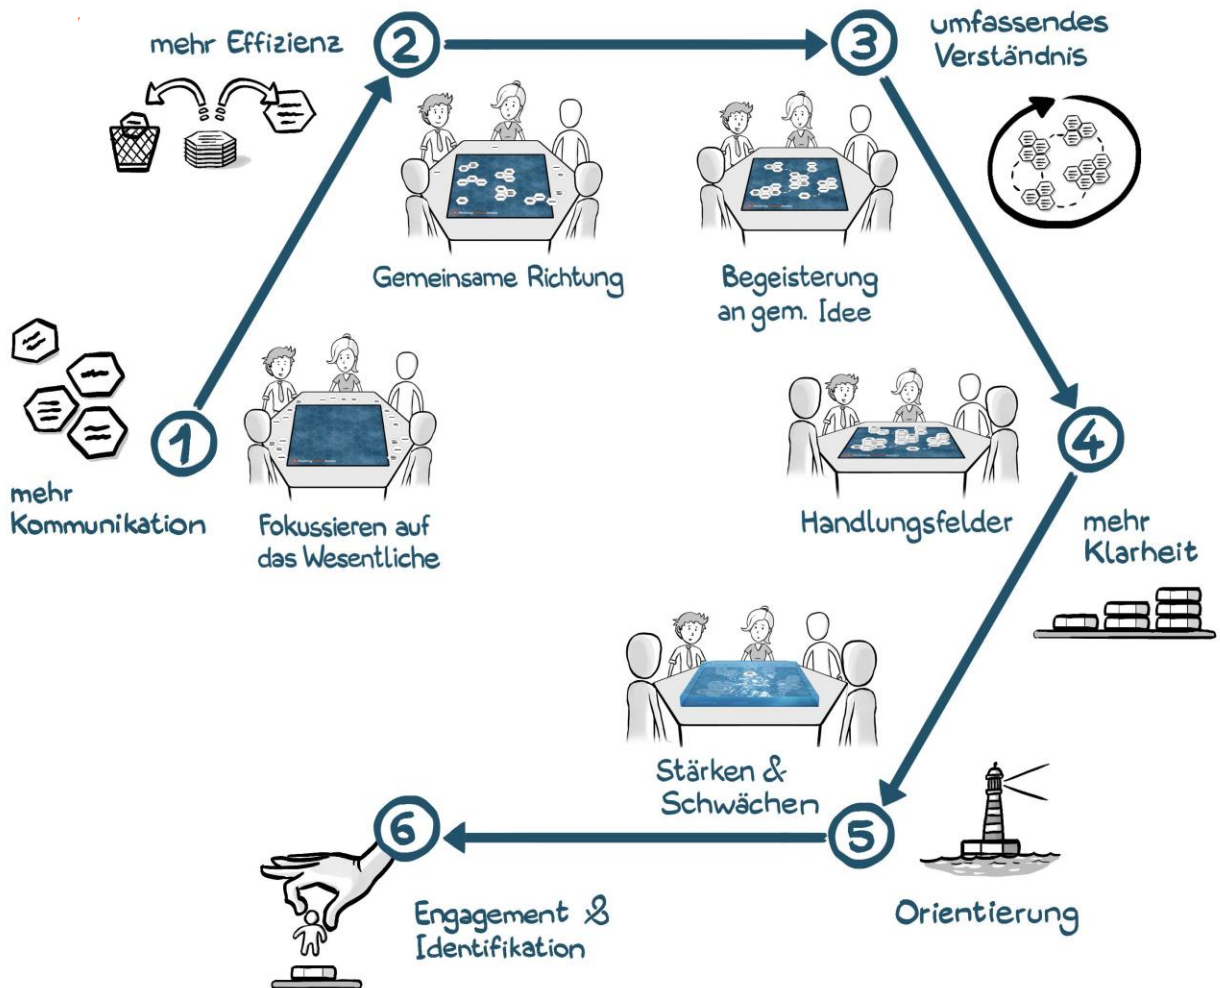 1
mehr
Kommunikation
Fokussieren auf
das Wesentliche
2
mehr Effizienz
Gemeinsame Richtung
3
umfassendes
Verständnis
Begeisterung
an gem. Idee
4
Handlungsfelder
mehr
Klarheit
5
Stärken &
Schwächen
Orientierung
6
Engagement &
Identifikation